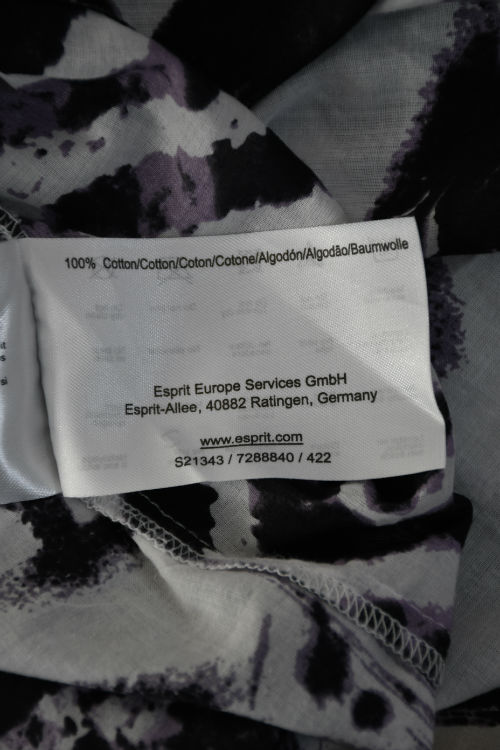 100% Cotton/Cotton/Coton/Cotone/Algodón/Algodão/Baumwolle
Esprit Europe Services GmbH
Esprit-Allee, 40882 Ratingen, Germany
www.esprit.com
S21343 / 7288840 / 422